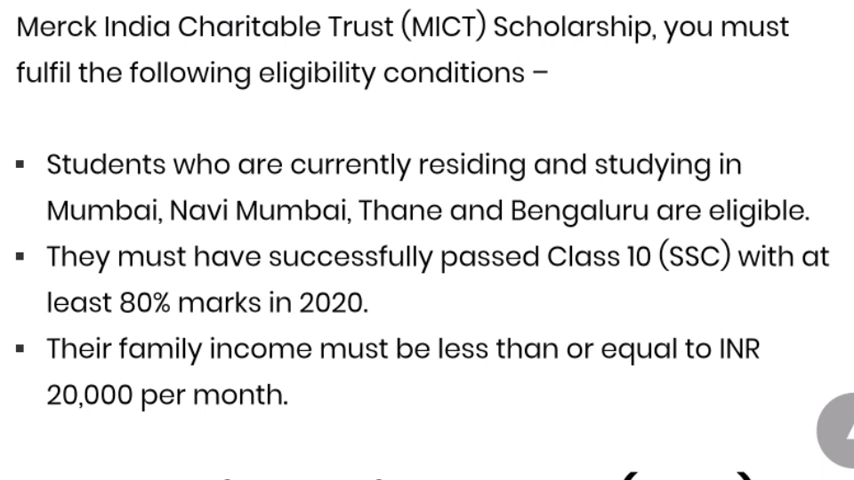 Merck India Charitable Trust (MICT) Scholarship, you must
fulfil the following eligibility conditions –
▪ Students who are currently residing and studying in
Mumbai, Navi Mumbai, Thane and Bengaluru are eligible.
▪ They must have successfully passed Class 10 (SSC) with at
least 80% marks in 2020.
▪ Their family income must be less than or equal to INR
20,000 per month.